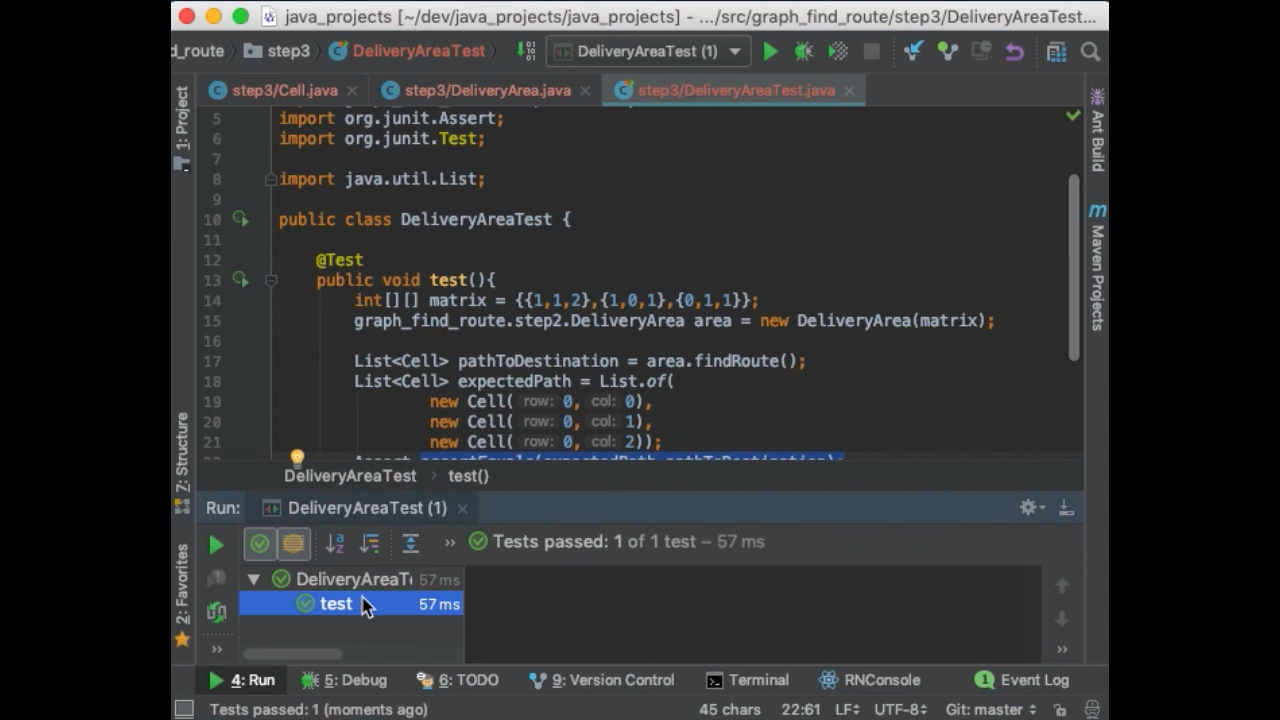 java_projects [~/dev/java_projects/java_projects] - .../src/graph_find_route/step3/DeliveryAreaTest...
d_route step3 DeliveryAreaTest DeliveryAreaTest (1)
step3/Cell.java step3/DeliveryArea.java step3/DeliveryAreaTest.java
5 import org.junit.Assert;
6 import org.junit.Test;
7
8 import java.util.List;
9
10 public class DeliveryAreaTest {
11
12 @Test
13 public void test(){
14 int[][] matrix = {{1,1,2},{1,0,1},{0,1,1}};
15 graph_find_route.step2.DeliveryArea area = new DeliveryArea(matrix);
16
17 List<Cell> pathToDestination = area.findRoute();
18 List<Cell> expectedPath = List.of(
19 new Cell( row: 0, col: 0),
20 new Cell( row: 0, col: 1),
21 new Cell( row: 0, col: 2));
22 Assert.assertEquals(expectedPath,pathToDestination);
DeliveryAreaTest test()
Run: DeliveryAreaTest (1)
Tests passed: 1 of 1 test – 57 ms
DeliveryAreaT 57 ms
test 57 ms
4: Run 5: Debug 6: TODO 9: Version Control Terminal RNConsole 1 Event Log
Tests passed: 1 (moments ago) 45 chars 22:61 LF UTF-8 Git: master
1: Project
7: Structure
2: Favorites
Ant Build
m Maven Projects